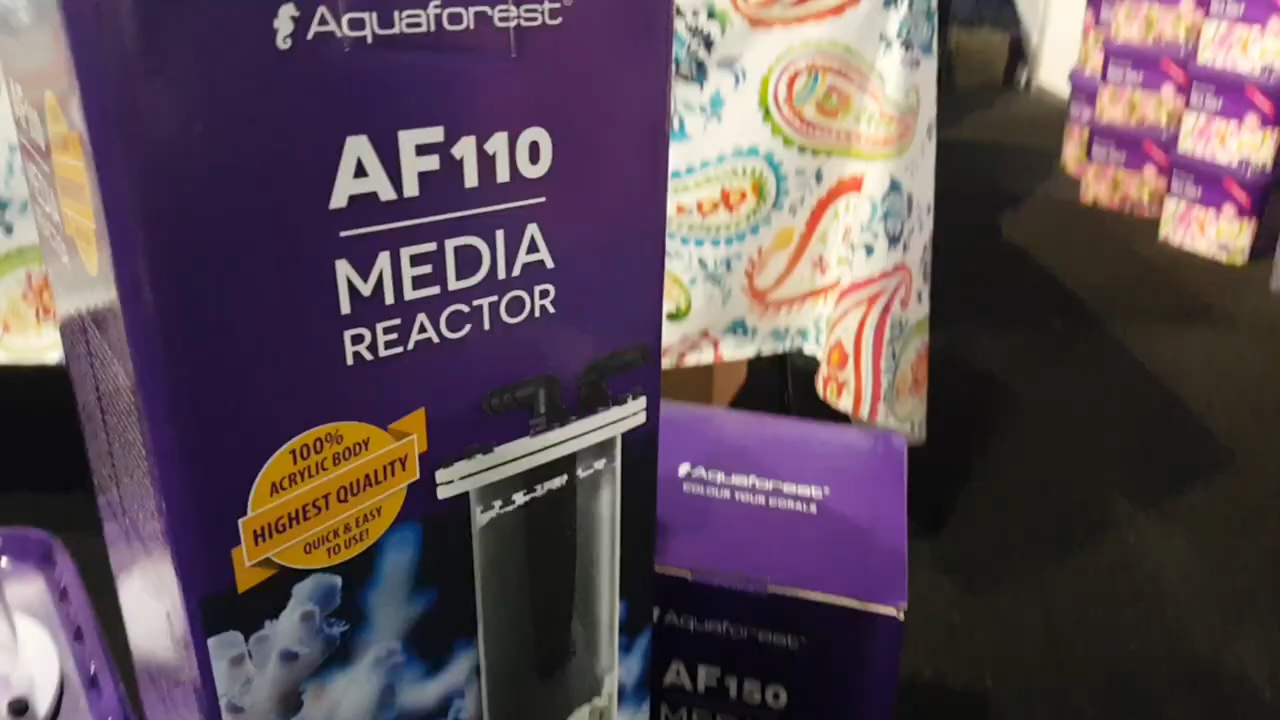 Aquaforest
AF110
MEDIA
REACTOR
100%
ACRYLIC BODY
HIGHEST QUALITY
QUICK & EASY
TO USE!
Aquaforest
COLOUR YOUR CORALS
Aquaforest
AF150